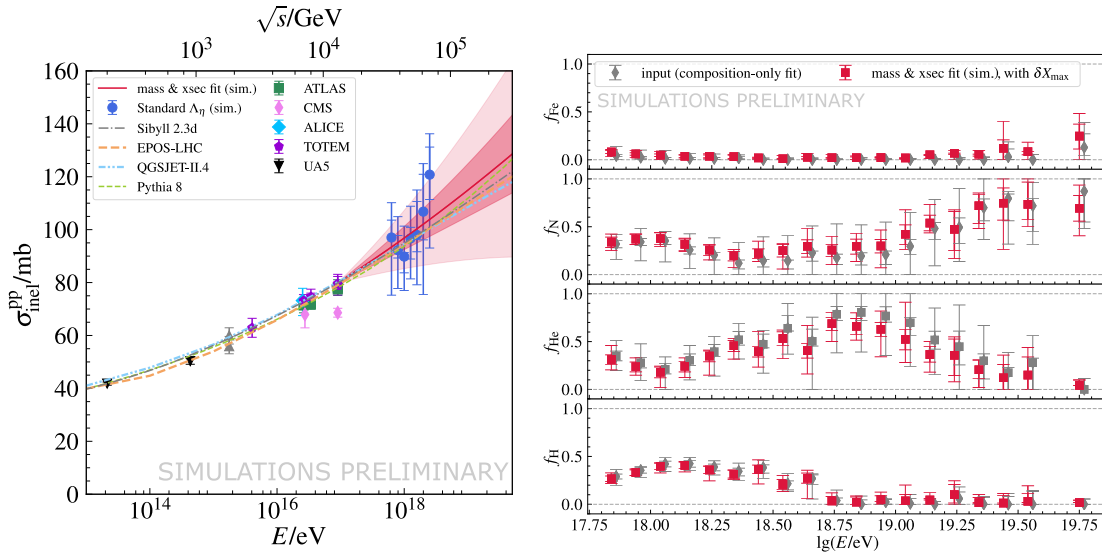 √s/GeV
10³ 10⁴ 10⁵
160
140
120
100
80
60
40
20
0
σ^pp_inel/mb
mass & xsec fit (sim.)
Standard Λη (sim.)
Sibyll 2.3d
EPOS-LHC
QGSJET-II.4
Pythia 8
ATLAS
CMS
ALICE
TOTEM
UA5
SIMULATIONS PRELIMINARY
10¹⁴ 10¹⁶ 10¹⁸
E/eV
input (composition-only fit)
mass & xsec fit (sim.), with δXmax
SIMULATIONS PRELIMINARY
1.0
0.5
0.0
fFe
1.0
0.5
0.0
fN
1.0
0.5
0.0
fHe
1.0
0.5
0.0
fH
17.75 18.00 18.25 18.50 18.75 19.00 19.25 19.50 19.75
lg(E/eV)